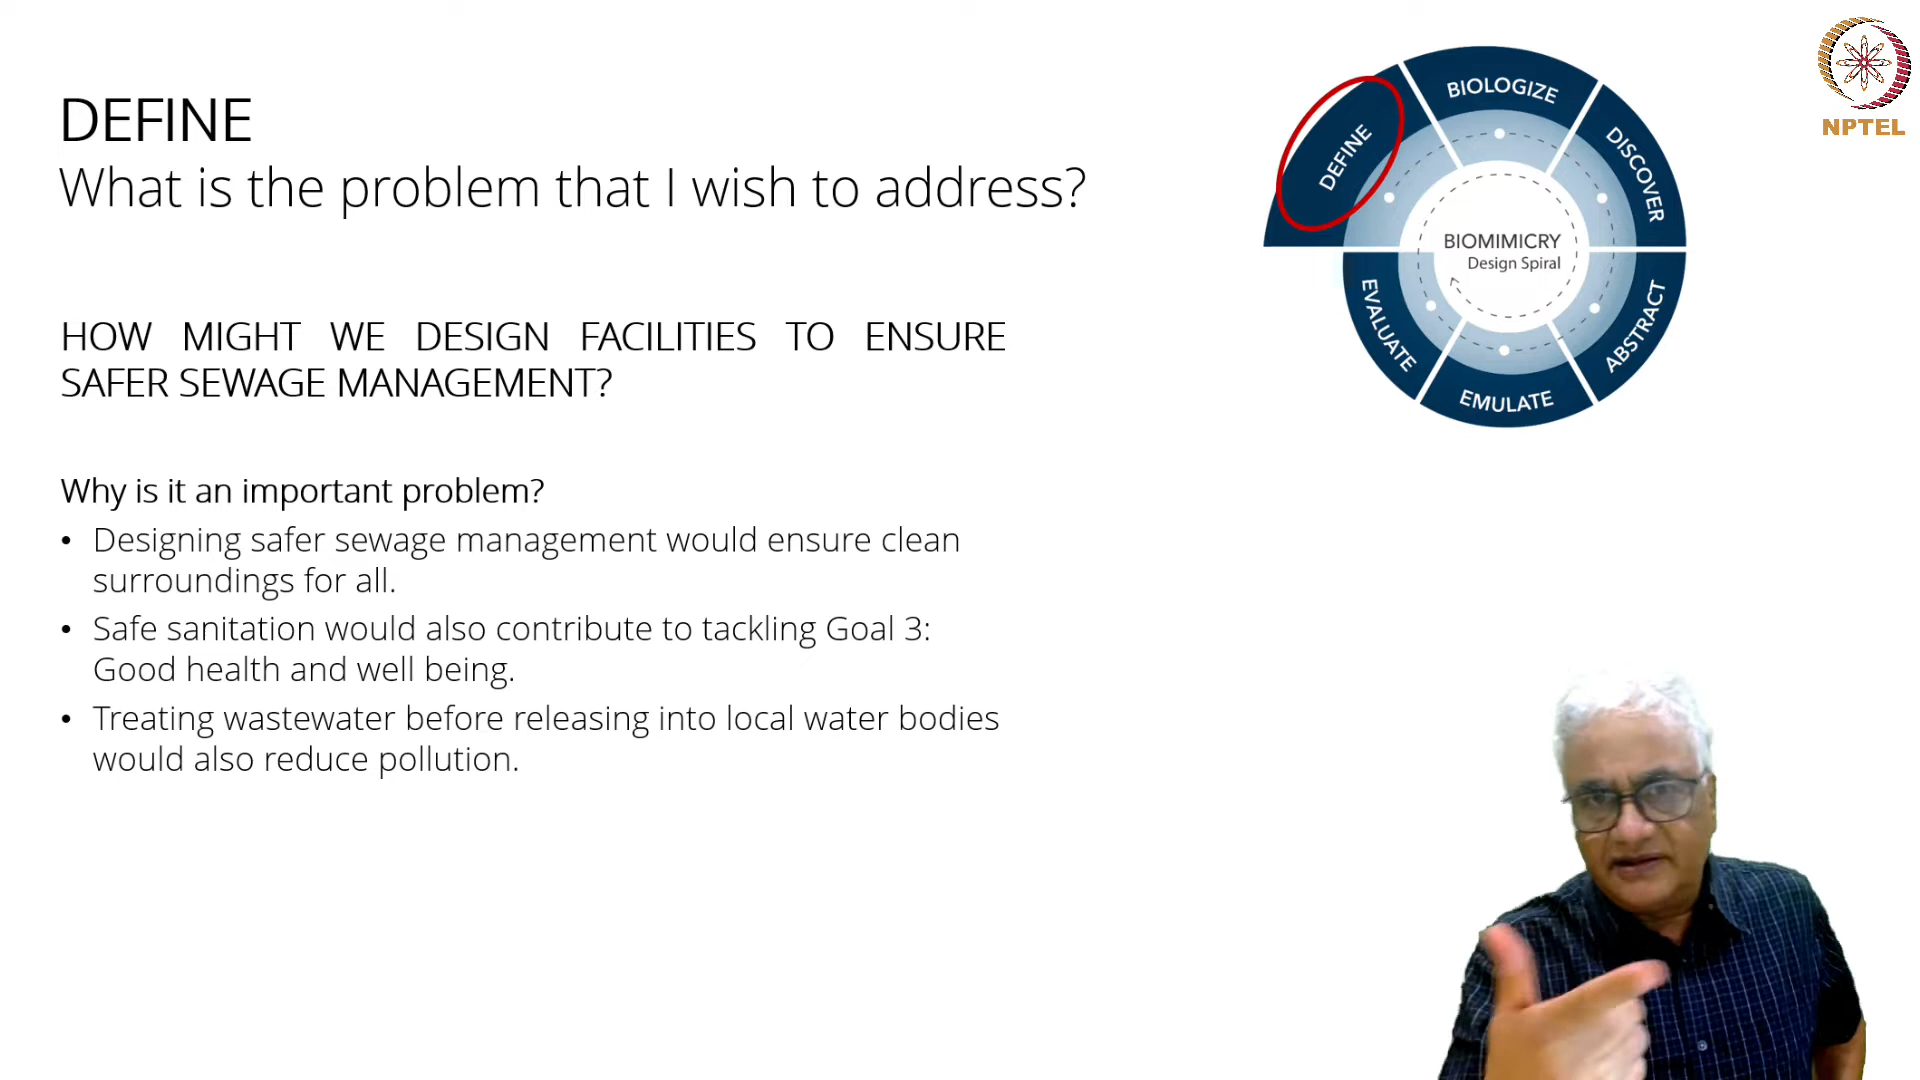 DEFINE
What is the problem that I wish to address?
HOW MIGHT WE DESIGN FACILITIES TO ENSURE
SAFER SEWAGE MANAGEMENT?
Why is it an important problem?
• Designing safer sewage management would ensure clean
surroundings for all.
• Safe sanitation would also contribute to tackling Goal 3:
Good health and well being.
• Treating wastewater before releasing into local water bodies
would also reduce pollution.
DEFINE
BIOLOGIZE
DISCOVER
ABSTRACT
EMULATE
EVALUATE
BIOMIMICRY
Design Spiral
NPTEL